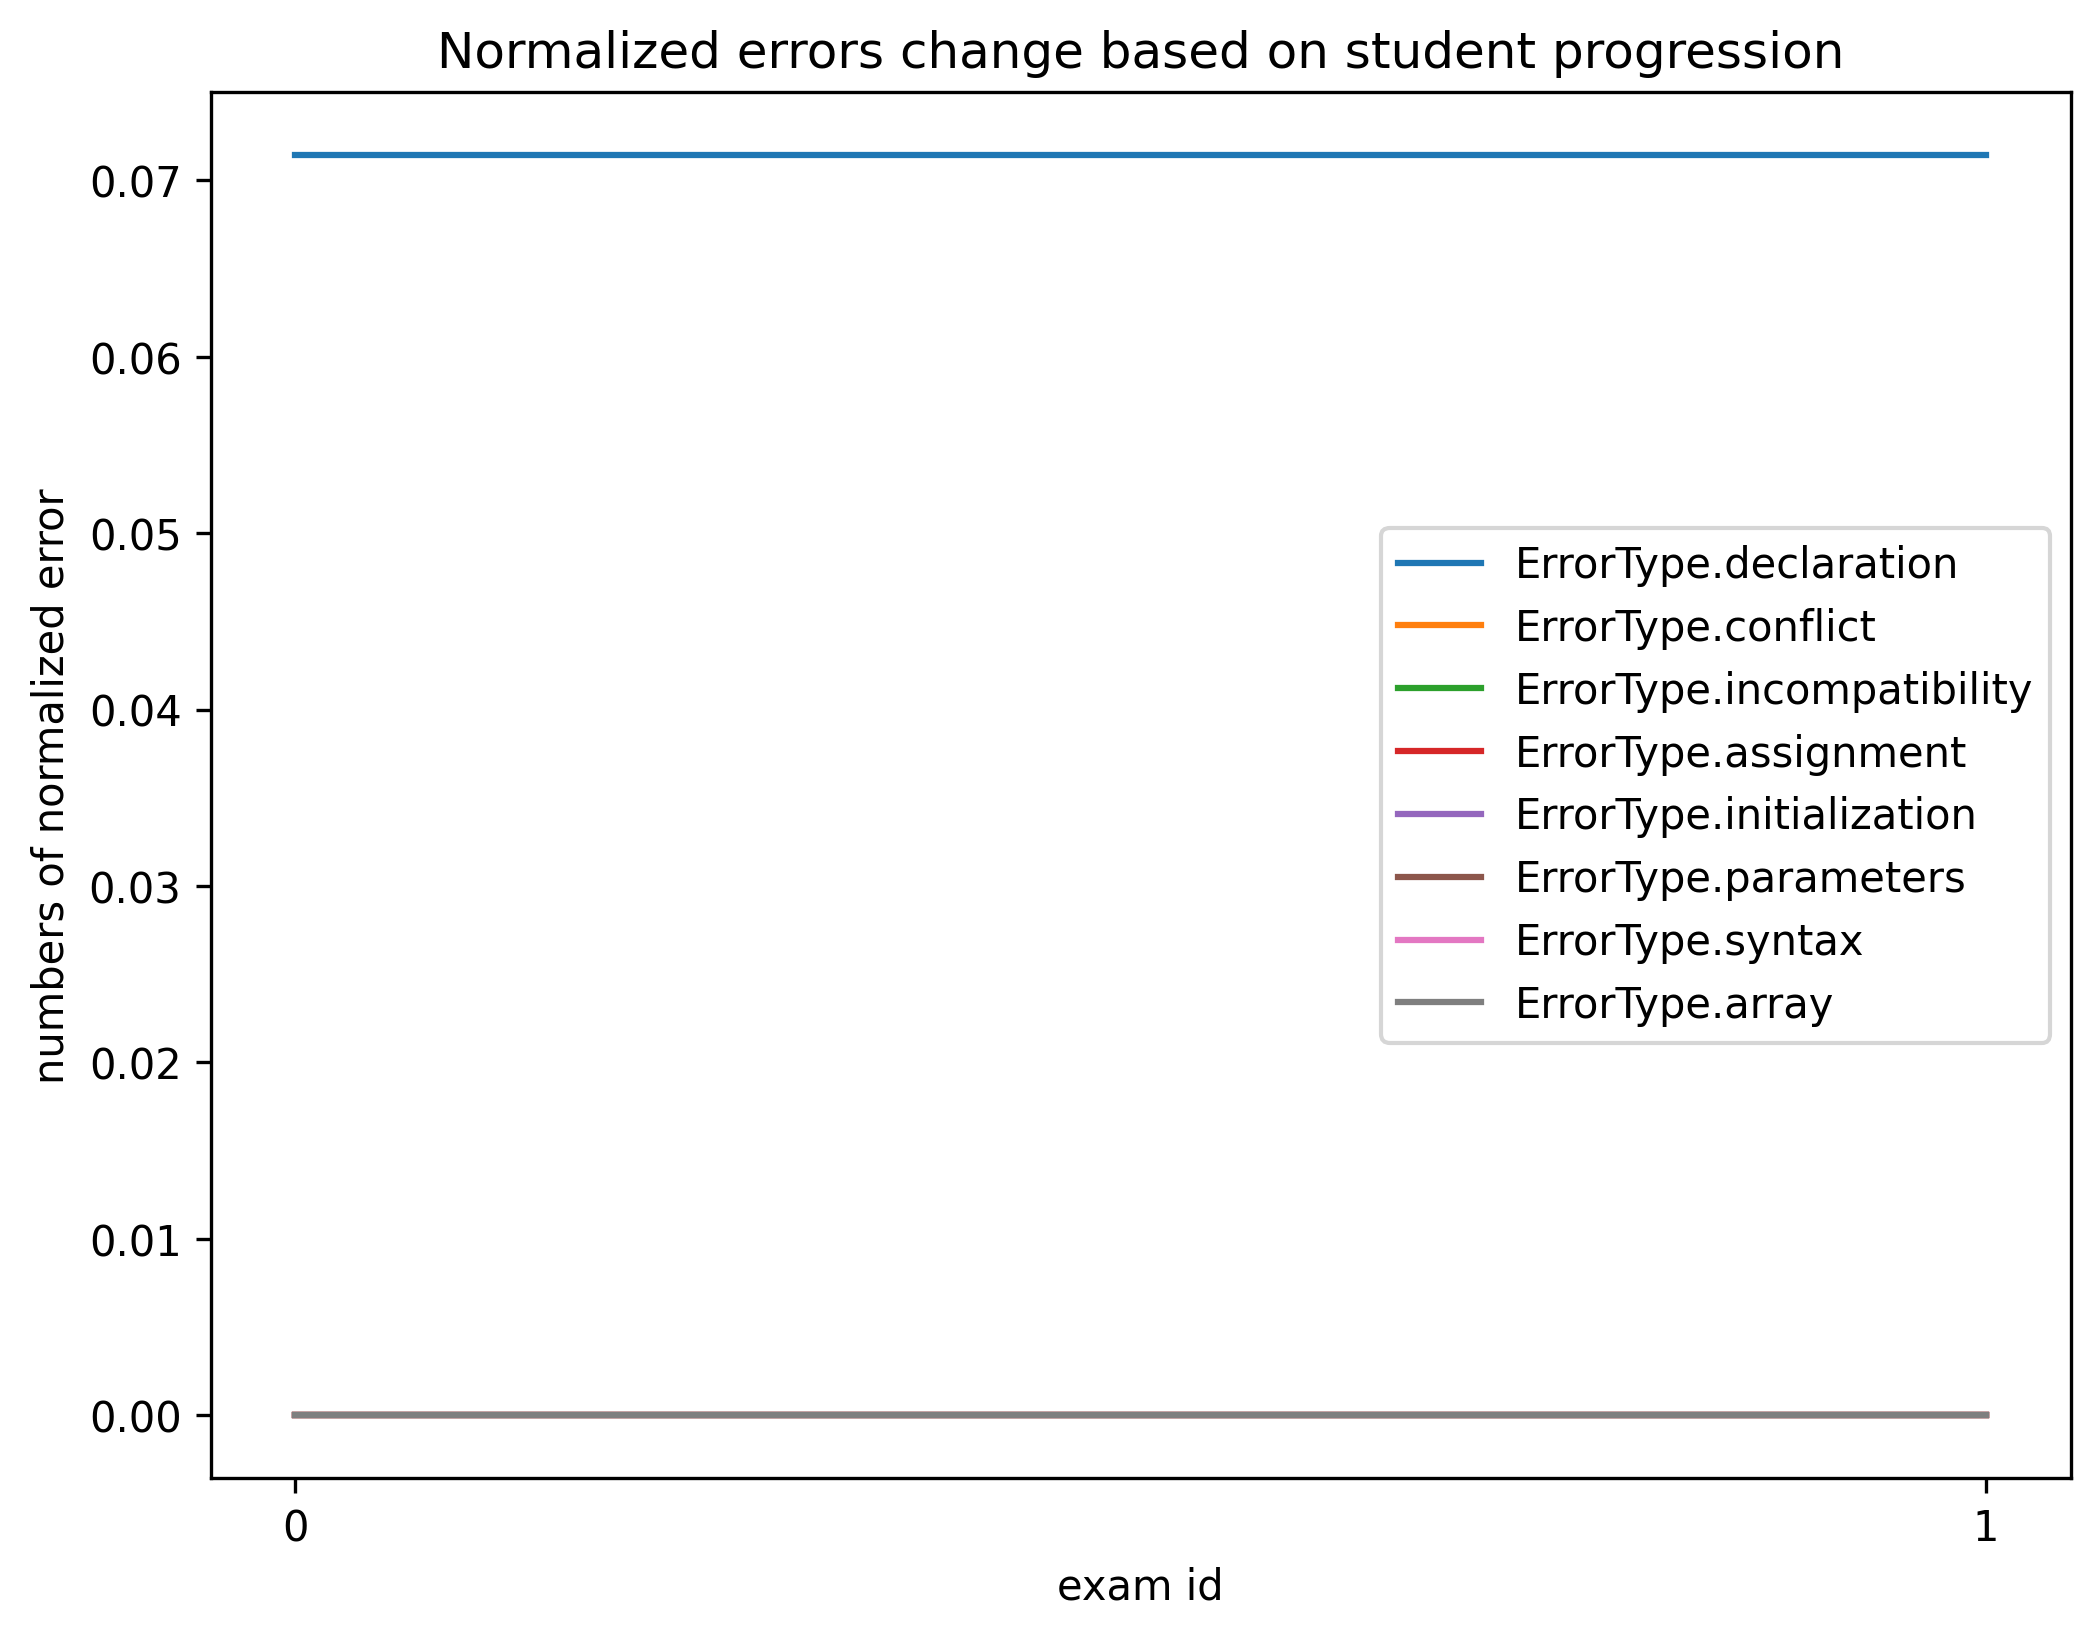 Normalized errors change based on student progression
numbers of normalized error
0.07
0.06
0.05
0.04
0.03
0.02
0.01
0.00
ErrorType.declaration
ErrorType.conflict
ErrorType.incompatibility
ErrorType.assignment
ErrorType.initialization
ErrorType.parameters
ErrorType.syntax
ErrorType.array
0 1
exam id